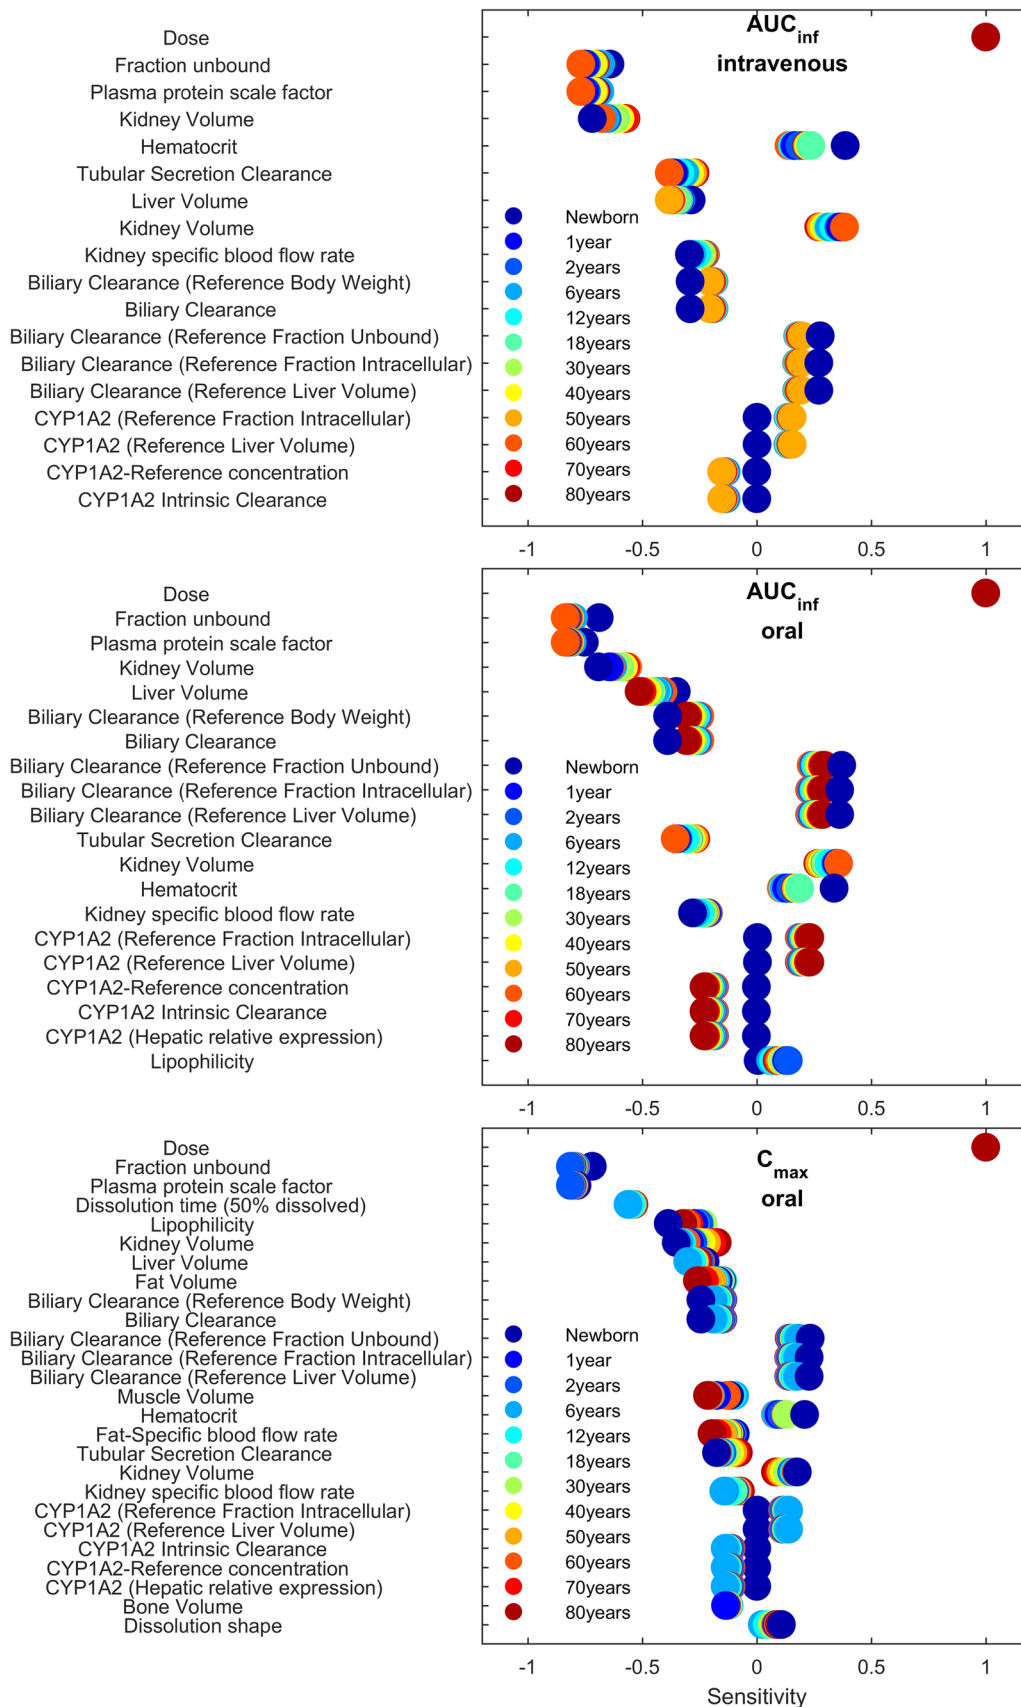 AUCinf
intravenous
Dose
Fraction unbound
Plasma protein scale factor
Kidney Volume
Hematocrit
Tubular Secretion Clearance
Liver Volume
Kidney Volume
Kidney specific blood flow rate
Biliary Clearance (Reference Body Weight)
Biliary Clearance
Biliary Clearance (Reference Fraction Unbound)
Biliary Clearance (Reference Fraction Intracellular)
Biliary Clearance (Reference Liver Volume)
CYP1A2 (Reference Fraction Intracellular)
CYP1A2 (Reference Liver Volume)
CYP1A2-Reference concentration
CYP1A2 Intrinsic Clearance
Newborn
1year
2years
6years
12years
18years
30years
40years
50years
60years
70years
80years
-1 -0.5 0 0.5 1
AUCinf
oral
Dose
Fraction unbound
Plasma protein scale factor
Kidney Volume
Liver Volume
Biliary Clearance (Reference Body Weight)
Biliary Clearance
Biliary Clearance (Reference Fraction Unbound)
Biliary Clearance (Reference Fraction Intracellular)
Biliary Clearance (Reference Liver Volume)
Tubular Secretion Clearance
Kidney Volume
Hematocrit
Kidney specific blood flow rate
CYP1A2 (Reference Fraction Intracellular)
CYP1A2 (Reference Liver Volume)
CYP1A2-Reference concentration
CYP1A2 Intrinsic Clearance
CYP1A2 (Hepatic relative expression)
Lipophilicity
Newborn
1year
2years
6years
12years
18years
30years
40years
50years
60years
70years
80years
-1 -0.5 0 0.5 1
Cmax
oral
Dose
Fraction unbound
Plasma protein scale factor
Dissolution time (50% dissolved)
Lipophilicity
Kidney Volume
Liver Volume
Fat Volume
Biliary Clearance (Reference Body Weight)
Biliary Clearance
Biliary Clearance (Reference Fraction Unbound)
Biliary Clearance (Reference Fraction Intracellular)
Biliary Clearance (Reference Liver Volume)
Muscle Volume
Hematocrit
Fat-Specific blood flow rate
Tubular Secretion Clearance
Kidney Volume
Kidney specific blood flow rate
CYP1A2 (Reference Fraction Intracellular)
CYP1A2 (Reference Liver Volume)
CYP1A2 Intrinsic Clearance
CYP1A2-Reference concentration
CYP1A2 (Hepatic relative expression)
Bone Volume
Dissolution shape
Newborn
1year
2years
6years
12years
18years
30years
40years
50years
60years
70years
80years
-1 -0.5 0 0.5 1
Sensitivity